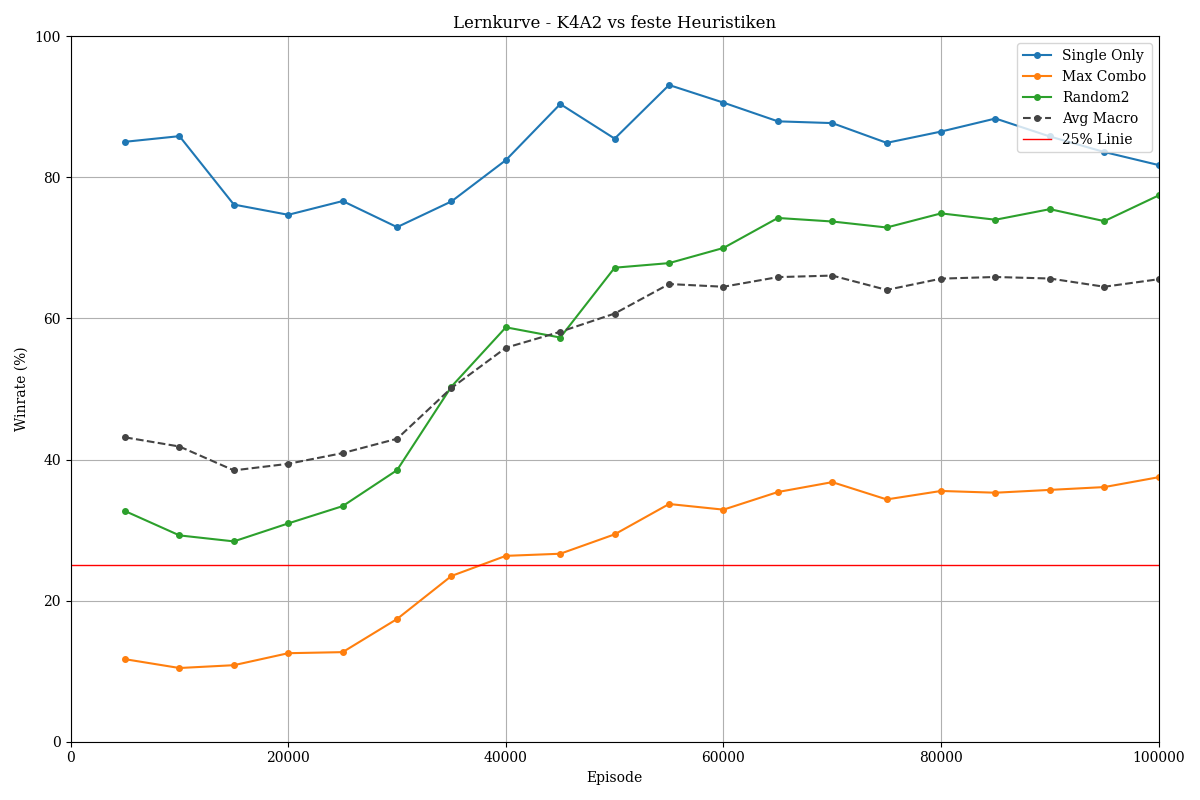 Lernkurve - K4A2 vs feste Heuristiken
100
80
60
40
20
0
Winrate (%)
Single Only
Max Combo
Random2
Avg Macro
25% Linie
0
20000
40000
60000
80000
100000
Episode